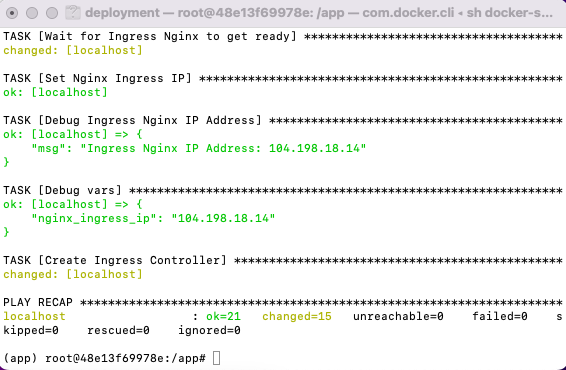 deployment — root@48e13f69978e: /app — com.docker.cli ◂ sh docker-s...
TASK [Wait for Ingress Nginx to get ready] *************************************
changed: [localhost]
TASK [Set Nginx Ingress IP] ****************************************************
ok: [localhost]
TASK [Debug Ingress Nginx IP Address] ******************************************
ok: [localhost] => {
    "msg": "Ingress Nginx IP Address: 104.198.18.14"
}
TASK [Debug vars] **************************************************************
ok: [localhost] => {
    "nginx_ingress_ip": "104.198.18.14"
}
TASK [Create Ingress Controller] ***********************************************
changed: [localhost]
PLAY RECAP *********************************************************************
localhost                  : ok=21   changed=15   unreachable=0    failed=0    s
kipped=0    rescued=0    ignored=0
(app) root@48e13f69978e:/app#